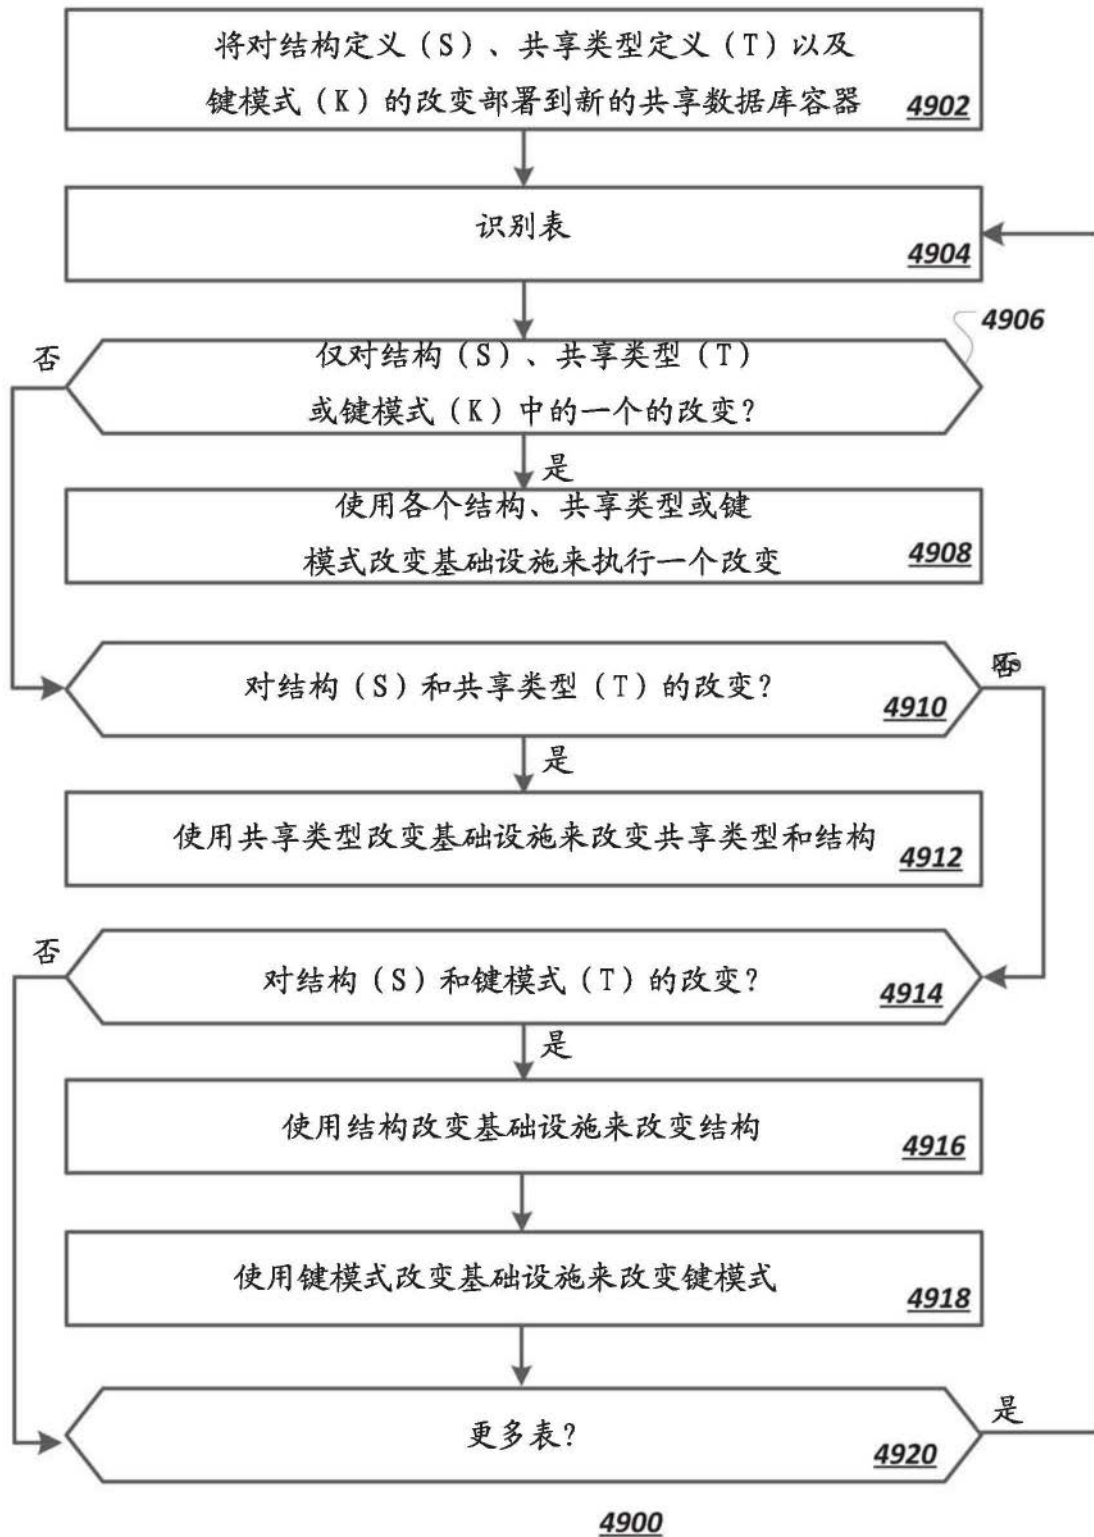 将对结构定义（S）、共享类型定义（T）以及
键模式（K）的改变部署到新的共享数据库容器
4902
识别表
4904
4906
否
仅对结构（S）、共享类型（T）
或键模式（K）中的一个的改变?
是
使用各个结构、共享类型或键
模式改变基础设施来执行一个改变
4908
否
对结构（S）和共享类型（T）的改变?
4910
是
使用共享类型改变基础设施来改变共享类型和结构
4912
否
对结构（S）和键模式（T）的改变?
4914
是
使用结构改变基础设施来改变结构
4916
使用键模式改变基础设施来改变键模式
4918
更多表?
4920
是
4900